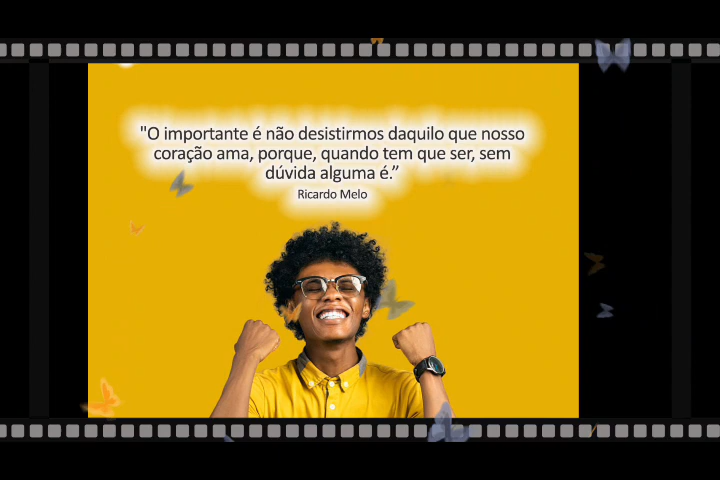 "O importante é não desistirmos daquilo que nosso
coração ama, porque, quando tem que ser, sem
dúvida alguma é.”
Ricardo Melo